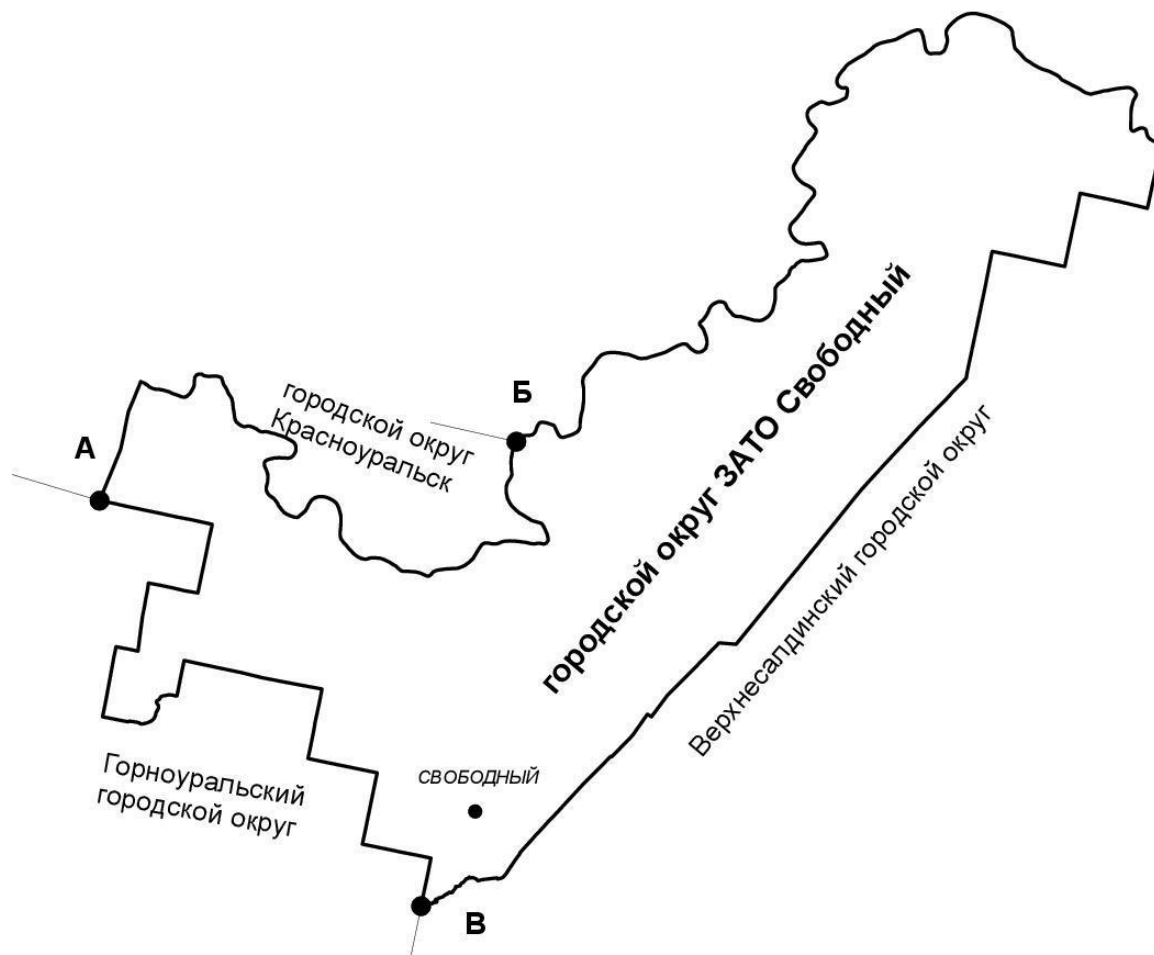 Б
городской округ
Красноуральск
А
городской округ ЗАТО Свободный
Верхнесалдинский городской округ
Горноуральский
городской округ
СВОБОДНЫЙ
В